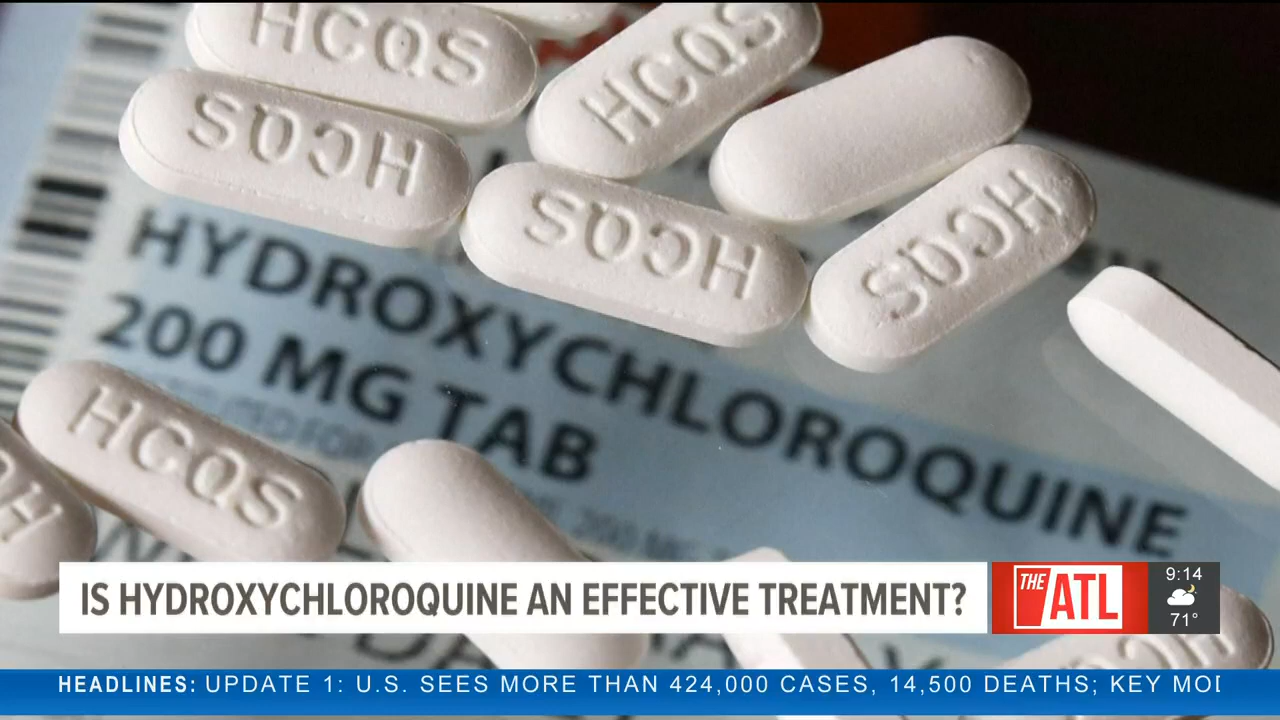 HCQS
HCQS
HCQS
HCQS
HCQS
HYDROXYCHLOROQUINE
200 MG TAB
HCQS
IS HYDROXYCHLOROQUINE AN EFFECTIVE TREATMENT?
THE ATL
9:14
71°
HCQS
HEADLINES: UPDATE 1: U.S. SEES MORE THAN 424,000 CASES, 14,500 DEATHS; KEY